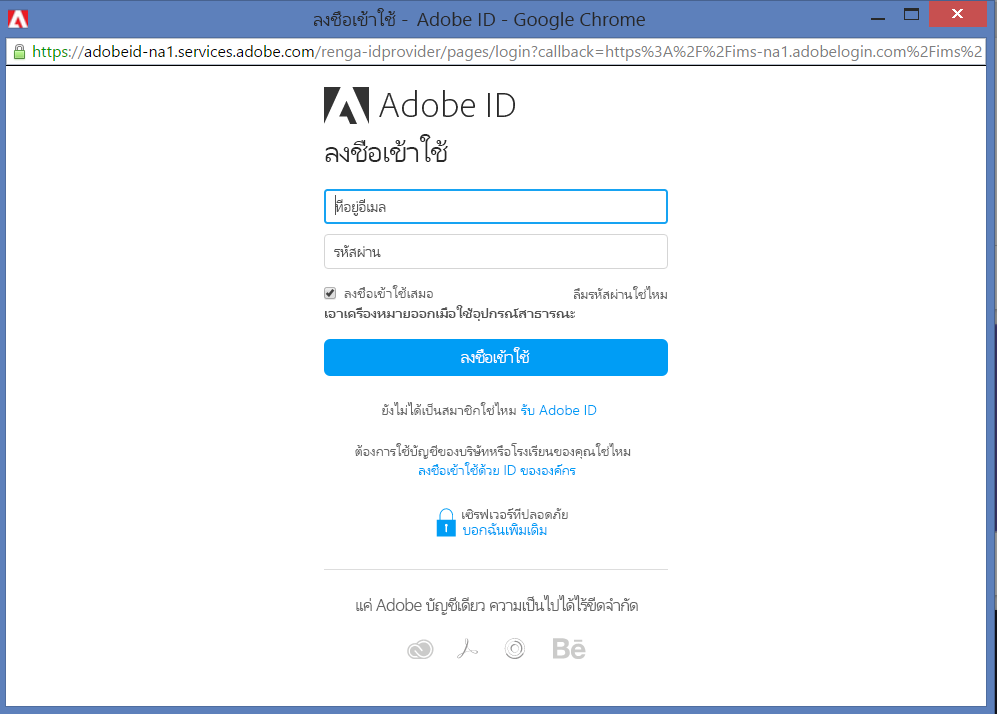 ลงชื่อเข้าใช้ - Adobe ID - Google Chrome
https://adobeid-na1.services.adobe.com/renga-idprovider/pages/login?callback=https%3A%2F%2Fims-na1.adobelogin.com%2Fims%2
Adobe ID
ลงชื่อเข้าใช้
ที่อยู่อีเมล
รหัสผ่าน
ลงชื่อเข้าใช้เสมอ
ลืมรหัสผ่านใช่ไหม
เอาเครื่องหมายออกเมื่อใช้อุปกรณ์สาธารณะ
ลงชื่อเข้าใช้
ยังไม่ได้เป็นสมาชิกใช่ไหม รับ Adobe ID
ต้องการใช้บัญชีของบริษัทหรือโรงเรียนของคุณใช่ไหม
ลงชื่อเข้าใช้ด้วย ID ขององค์กร
เซิร์ฟเวอร์ที่ปลอดภัย
บอกฉันเพิ่มเติม
แค่ Adobe บัญชีเดียว ความเป็นไปได้ไร้ขีดจำกัด
Bē